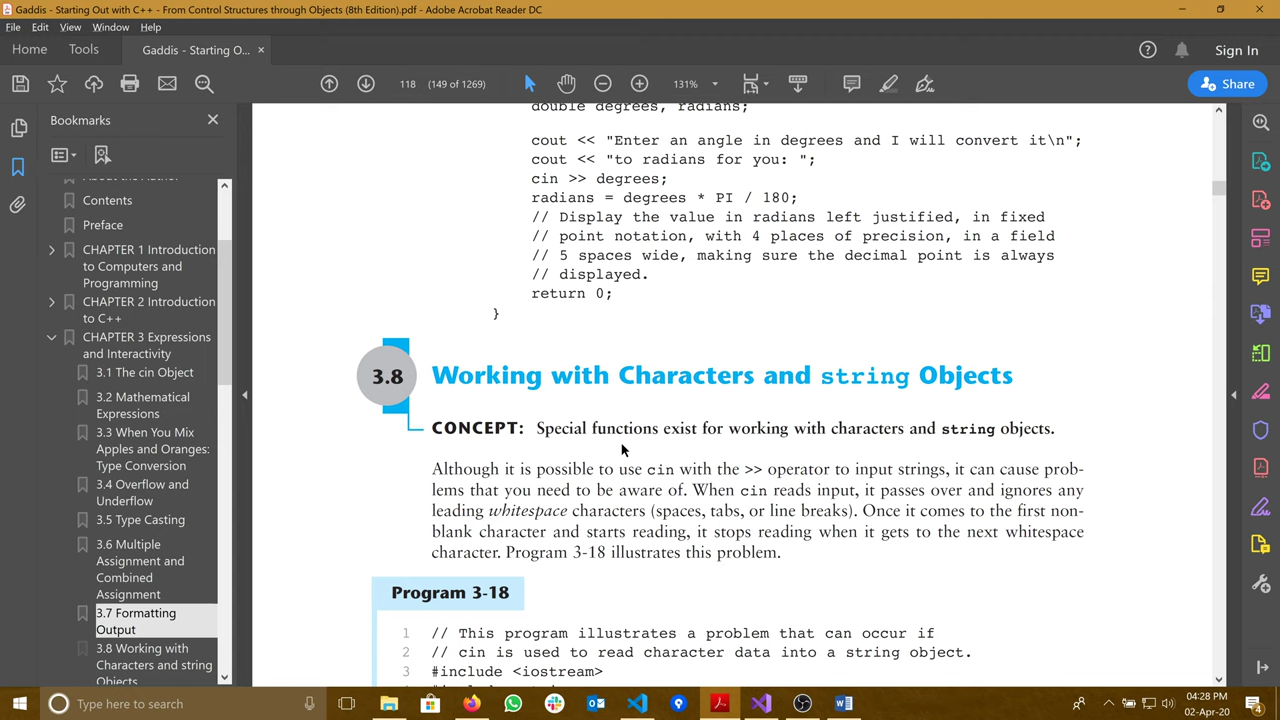 Gaddis - Starting Out with C++ - From Control Structures through Objects (8th Edition).pdf - Adobe Acrobat Reader DC
File Edit View Window Help
Home Tools Gaddis - Starting O... × Sign In
118 (149 of 1269) 131% Share
Bookmarks
Contents
Preface
CHAPTER 1 Introduction
to Computers and
Programming
CHAPTER 2 Introduction
to C++
CHAPTER 3 Expressions
and Interactivity
3.1 The cin Object
3.2 Mathematical
Expressions
3.3 When You Mix
Apples and Oranges:
Type Conversion
3.4 Overflow and
Underflow
3.5 Type Casting
3.6 Multiple
Assignment and
Combined
Assignment
3.7 Formatting
Output
3.8 Working with
Characters and string
Objects
double degrees, radians;
cout << "Enter an angle in degrees and I will convert it\n";
cout << "to radians for you: ";
cin >> degrees;
radians = degrees * PI / 180;
// Display the value in radians left justified, in fixed
// point notation, with 4 places of precision, in a field
// 5 spaces wide, making sure the decimal point is always
// displayed.
return 0;
}
3.8 Working with Characters and string Objects
CONCEPT: Special functions exist for working with characters and string objects.
Although it is possible to use cin with the >> operator to input strings, it can cause prob-
lems that you need to be aware of. When cin reads input, it passes over and ignores any
leading whitespace characters (spaces, tabs, or line breaks). Once it comes to the first non-
blank character and starts reading, it stops reading when it gets to the next whitespace
character. Program 3-18 illustrates this problem.
Program 3-18
1 // This program illustrates a problem that can occur if
2 // cin is used to read character data into a string object.
3 #include <iostream>
Type here to search
04:28 PM
02-Apr-20
4